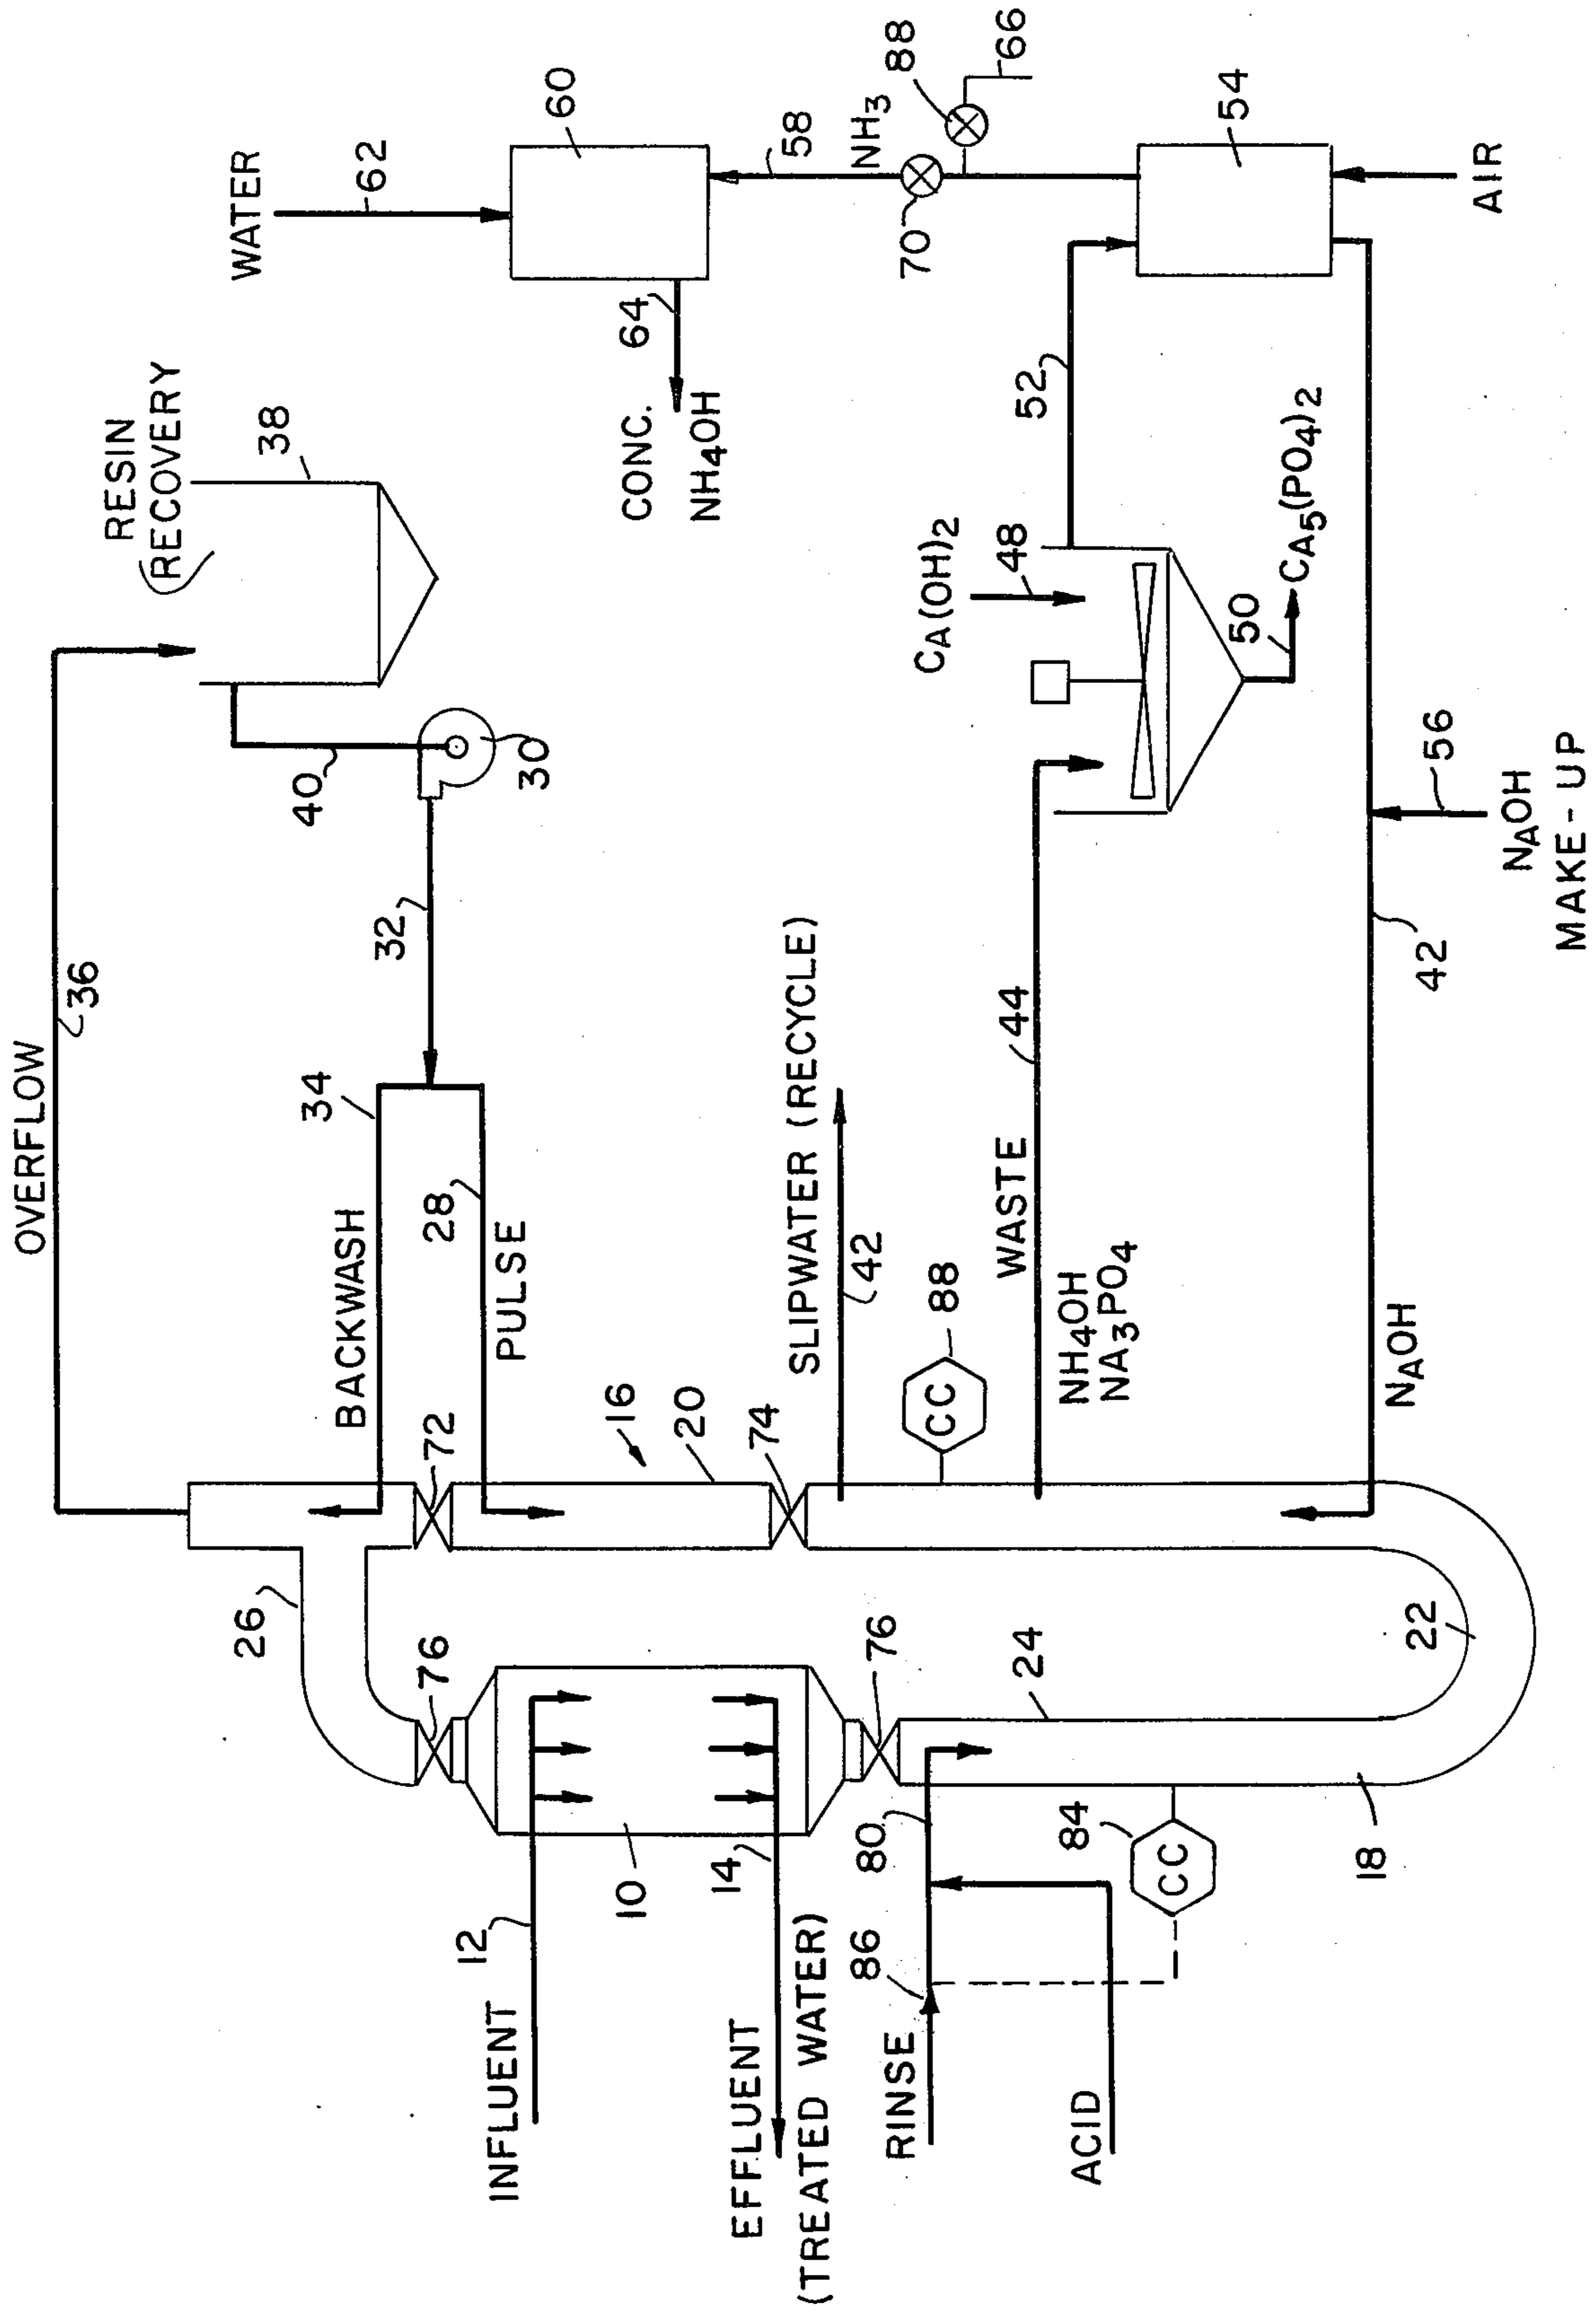 OVERFLOW
36
RESIN
RECOVERY
38
WATER
62
60
26
BACKWASH
34
32
40
30
64
CONC.
NH4OH
58
NH3
88
66
76
72
28
PULSE
70
INFLUENT
12
10
16
20
74
SLIPWATER (RECYCLE)
42
CA(OH)2
48
52
54
EFFLUENT
(TREATED WATER)
14
76
88
CC
WASTE
44
50
CA5(PO4)2
AIR
RINSE
86
80
24
NH4OH
NA3PO4
ACID
84
CC
18
22
NAOH
42
56
NAOH
MAKE-UP